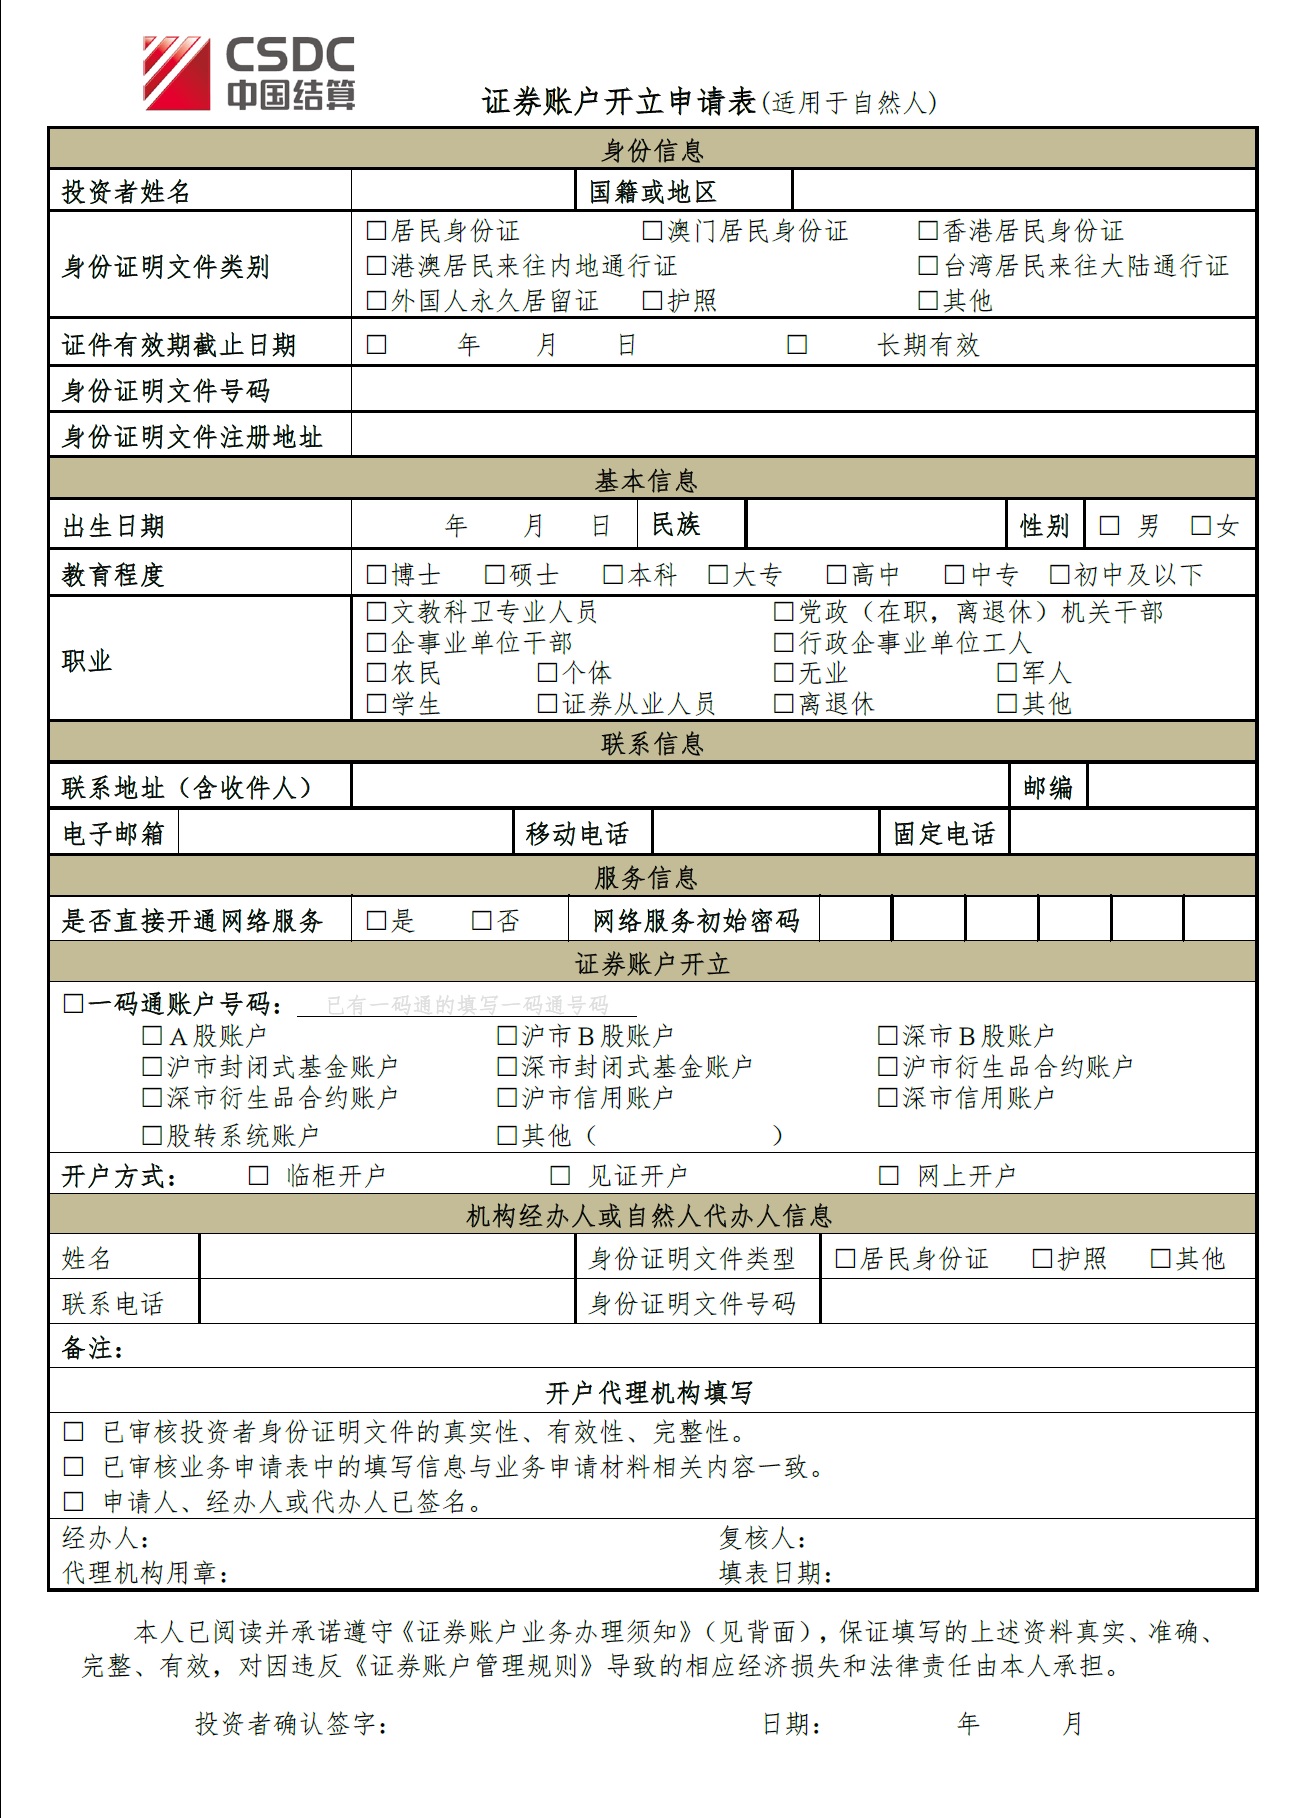 CSDC
中国结算
证券账户开立申请表(适用于自然人)
身份信息
投资者姓名 国籍或地区
身份证明文件类别
□居民身份证 □澳门居民身份证 □香港居民身份证
□港澳居民来往内地通行证 □台湾居民来往大陆通行证
□外国人永久居留证 □护照 □其他
证件有效期截止日期 □ 年 月 日 □ 长期有效
身份证明文件号码
身份证明文件注册地址
基本信息
出生日期 年 月 日 民族 性别 □ 男 □女
教育程度 □博士 □硕士 □本科 □大专 □高中 □中专 □初中及以下
职业
□文教科卫专业人员 □党政（在职，离退休）机关干部
□企事业单位干部 □行政企事业单位工人
□农民 □个体 □无业 □军人
□学生 □证券从业人员 □离退休 □其他
联系信息
联系地址（含收件人） 邮编
电子邮箱 移动电话 固定电话
服务信息
是否直接开通网络服务 □是 □否 网络服务初始密码
证券账户开立
□一码通账户号码：已有一码通的填写一码通号码
□A 股账户 □沪市 B 股账户 □深市 B 股账户
□沪市封闭式基金账户 □深市封闭式基金账户 □沪市衍生品合约账户
□深市衍生品合约账户 □沪市信用账户 □深市信用账户
□股转系统账户 □其他（ ）
开户方式： □ 临柜开户 □ 见证开户 □ 网上开户
机构经办人或自然人代办人信息
姓名 身份证明文件类型 □居民身份证 □护照 □其他
联系电话 身份证明文件号码
备注：
开户代理机构填写
□ 已审核投资者身份证明文件的真实性、有效性、完整性。
□ 已审核业务申请表中的填写信息与业务申请材料相关内容一致。
□ 申请人、经办人或代办人已签名。
经办人： 复核人：
代理机构用章： 填表日期：
本人已阅读并承诺遵守《证券账户业务办理须知》（见背面），保证填写的上述资料真实、准确、
完整、有效，对因违反《证券账户管理规则》导致的相应经济损失和法律责任由本人承担。
投资者确认签字： 日期： 年 月